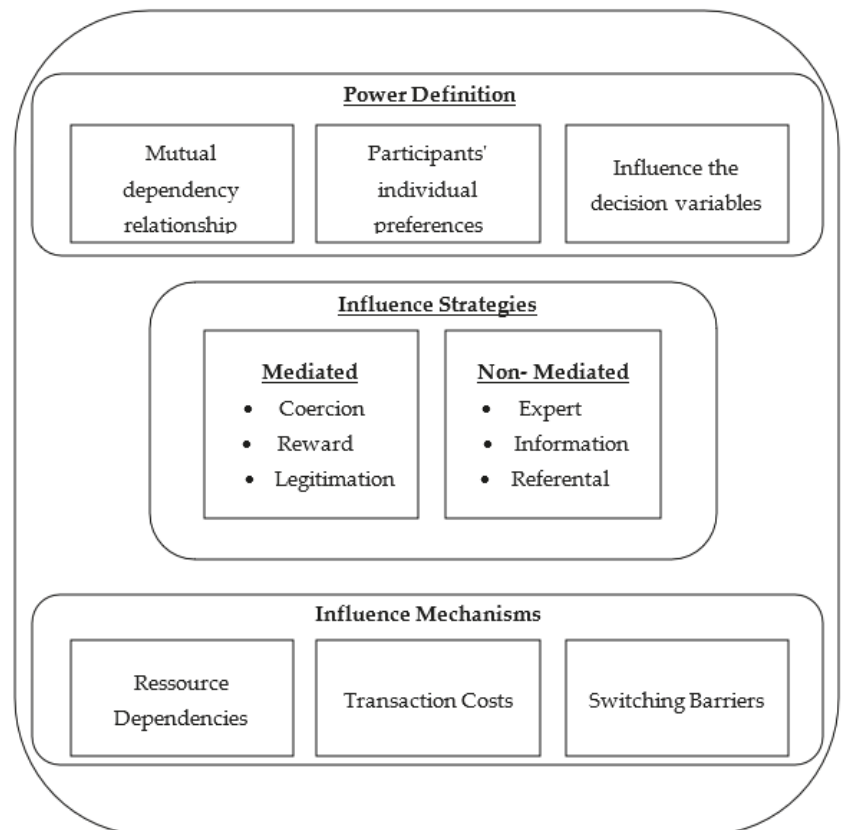 Power Definition
Mutual
dependency
relationship
Participants'
individual
preferences
Influence the
decision variables
Influence Strategies
Mediated
• Coercion
• Reward
• Legitimation
Non- Mediated
• Expert
• Information
• Referental
Influence Mechanisms
Ressource
Dependencies
Transaction Costs
Switching Barriers